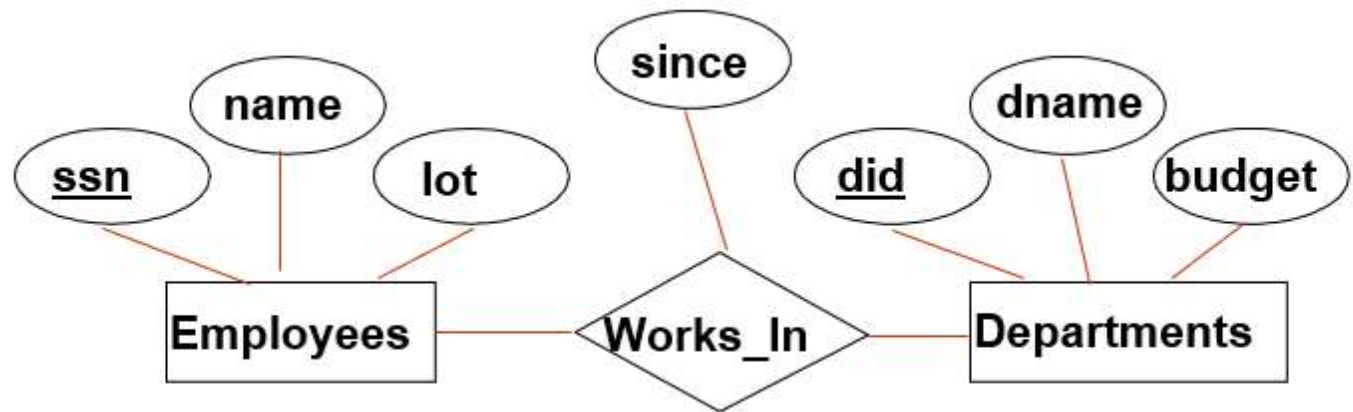 since
name
dname
ssn
lot
did
budget
Employees
Works_In
Departments